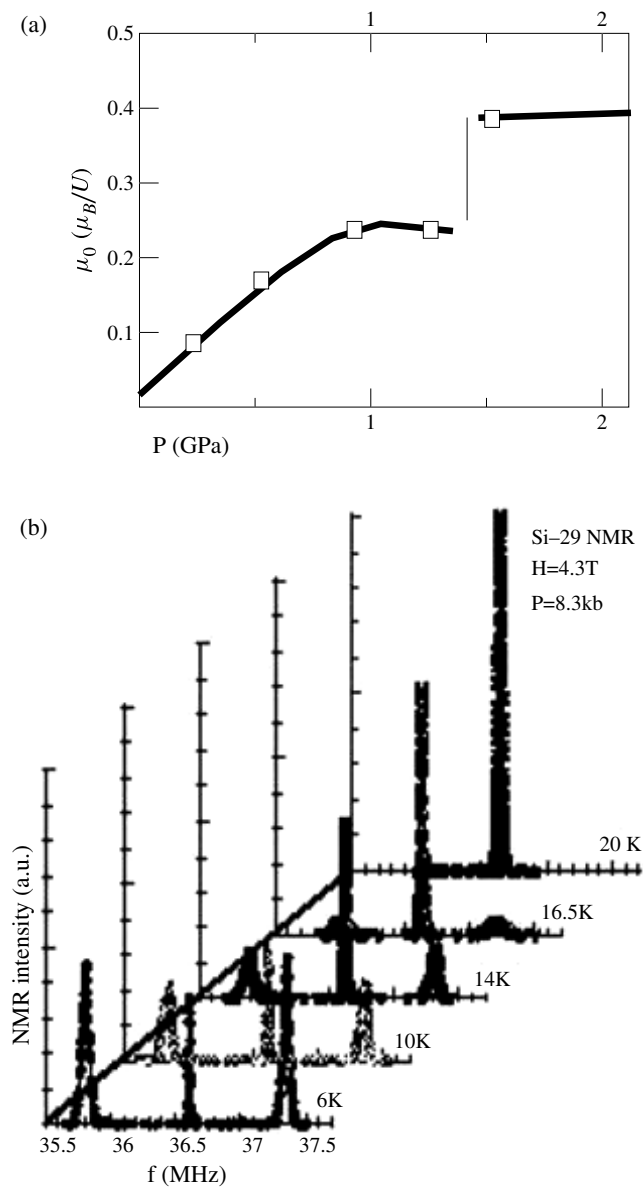 (a)
1
2
0.5
0.4
0.3
0.2
0.1
μ0 (μB/U)
1
2
P (GPa)
(b)
Si–29 NMR
H=4.3T
P=8.3kb
20 K
16.5K
14K
10K
6K
NMR intensity (a.u.)
35.5
36
36.5
37
37.5
f (MHz)